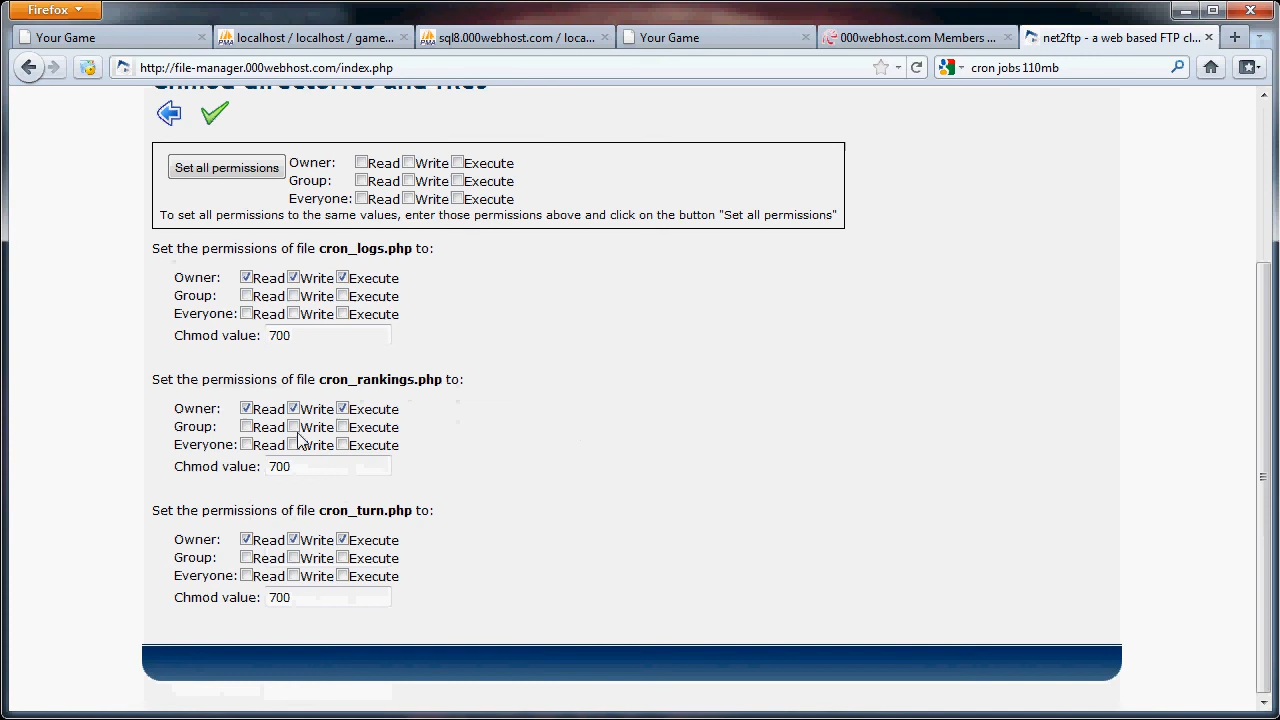 Firefox
Your Game
localhost / localhost / game...
sql8.000webhost.com / loca...
Your Game
000webhost.com Members ...
net2ftp - a web based FTP cl...
http://file-manager.000webhost.com/index.php
cron jobs 110mb
Chmod directories and files
Set all permissions
Owner: Read Write Execute
Group: Read Write Execute
Everyone: Read Write Execute
To set all permissions to the same values, enter those permissions above and click on the button "Set all permissions"
Set the permissions of file cron_logs.php to:
Owner: Read Write Execute
Group: Read Write Execute
Everyone: Read Write Execute
Chmod value: 700
Set the permissions of file cron_rankings.php to:
Owner: Read Write Execute
Group: Read Write Execute
Everyone: Read Write Execute
Chmod value: 700
Set the permissions of file cron_turn.php to:
Owner: Read Write Execute
Group: Read Write Execute
Everyone: Read Write Execute
Chmod value: 700